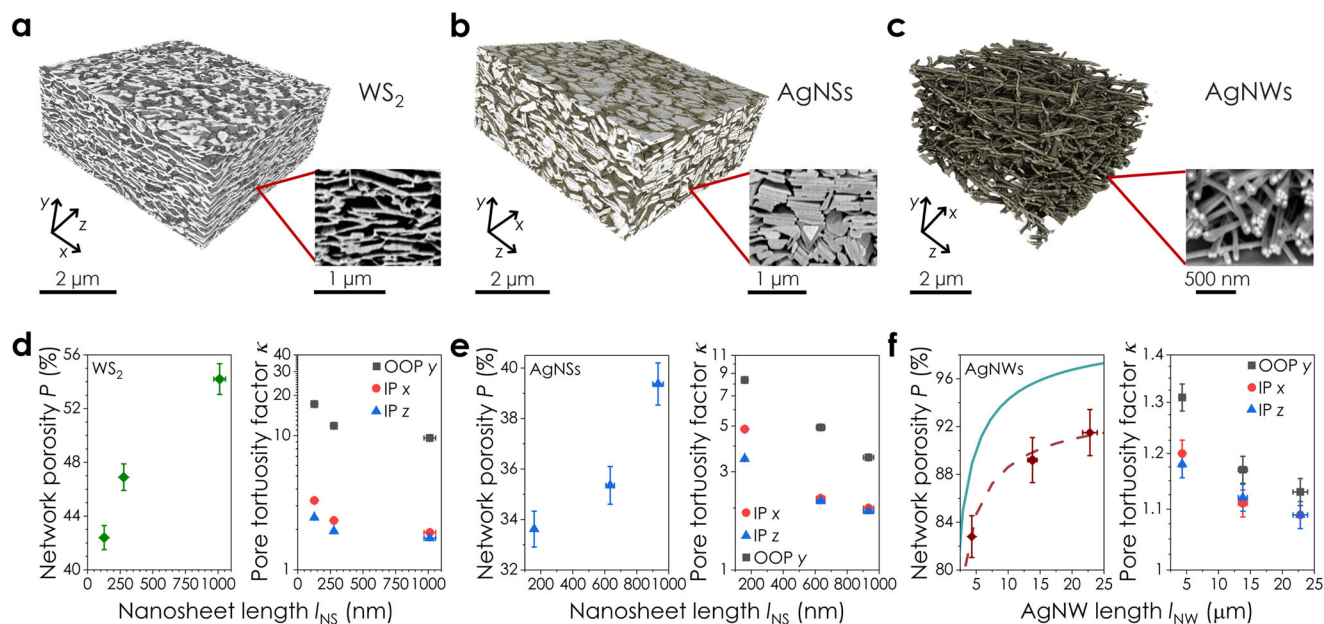 a
WS₂
y
z
x
2 μm
1 μm
b
AgNSs
y
x
z
2 μm
1 μm
c
AgNWs
y
x
z
2 μm
500 nm
d
Network porosity P (%)
56
52
48
44
40
WS₂
0 250 500 750 1000
Pore tortuosity factor κ
40
30
20
10
1
OOP y
IP x
IP z
0 250 500 750 1000
Nanosheet length lNS (nm)
e
Network porosity P (%)
40
38
36
34
32
AgNSs
200 400 600 800 1000
Pore tortuosity factor κ
11
9
7
5
3
1
IP x
IP z
OOP y
200 400 600 800 1000
Nanosheet length lNS (nm)
f
Network porosity P (%)
96
92
88
84
80
AgNWs
5 10 15 20 25
Pore tortuosity factor κ
1.4
1.3
1.2
1.1
1
OOP y
IP x
IP z
5 10 15 20 25
AgNW length lNW (μm)